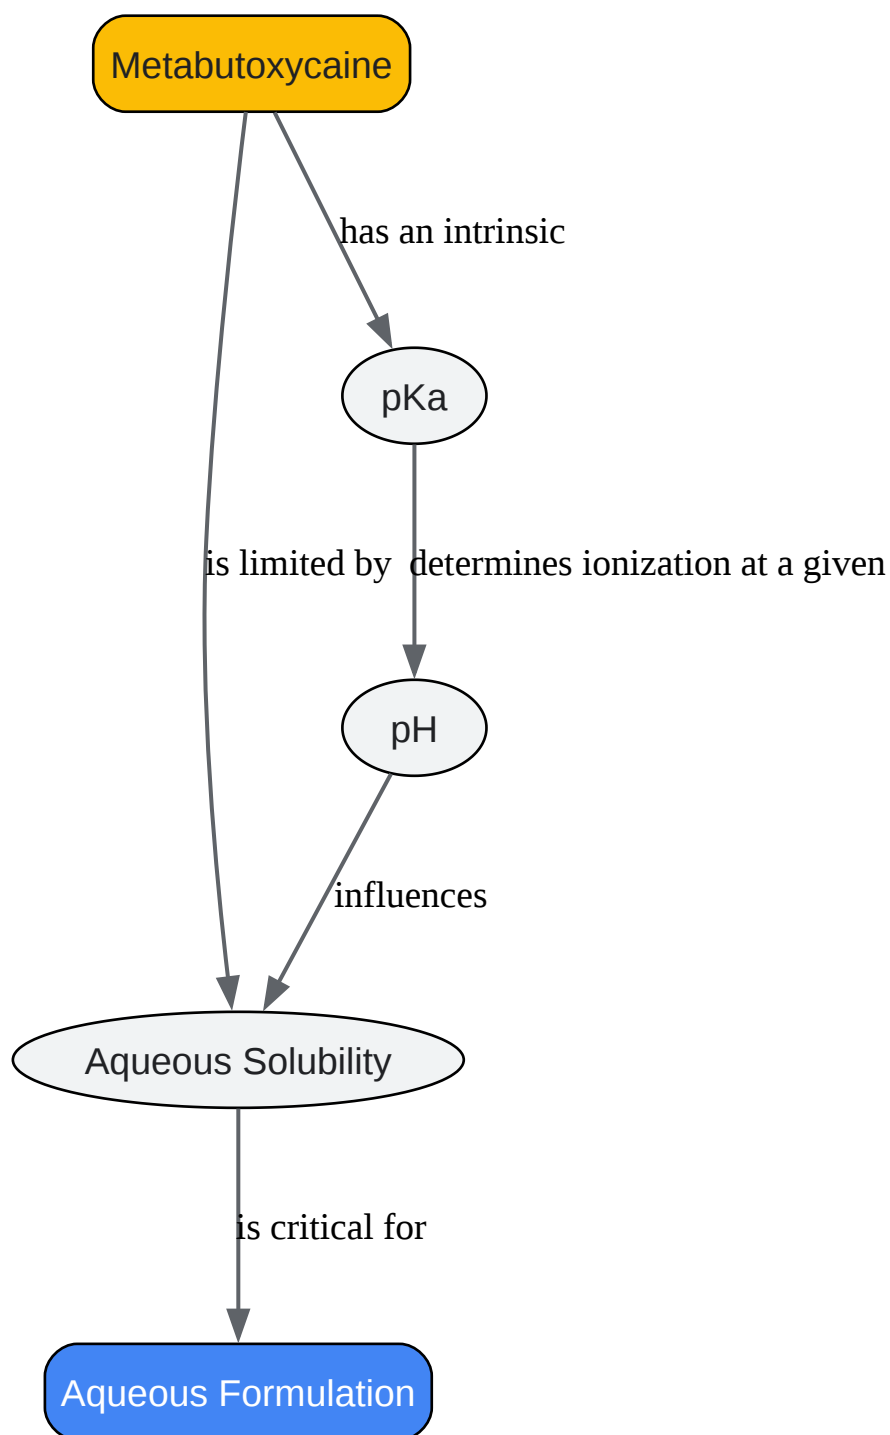 Metabutoxycaine
has an intrinsic
pKa
is limited by
determines ionization at a given
pH
influences
Aqueous Solubility
is critical for
Aqueous Formulation